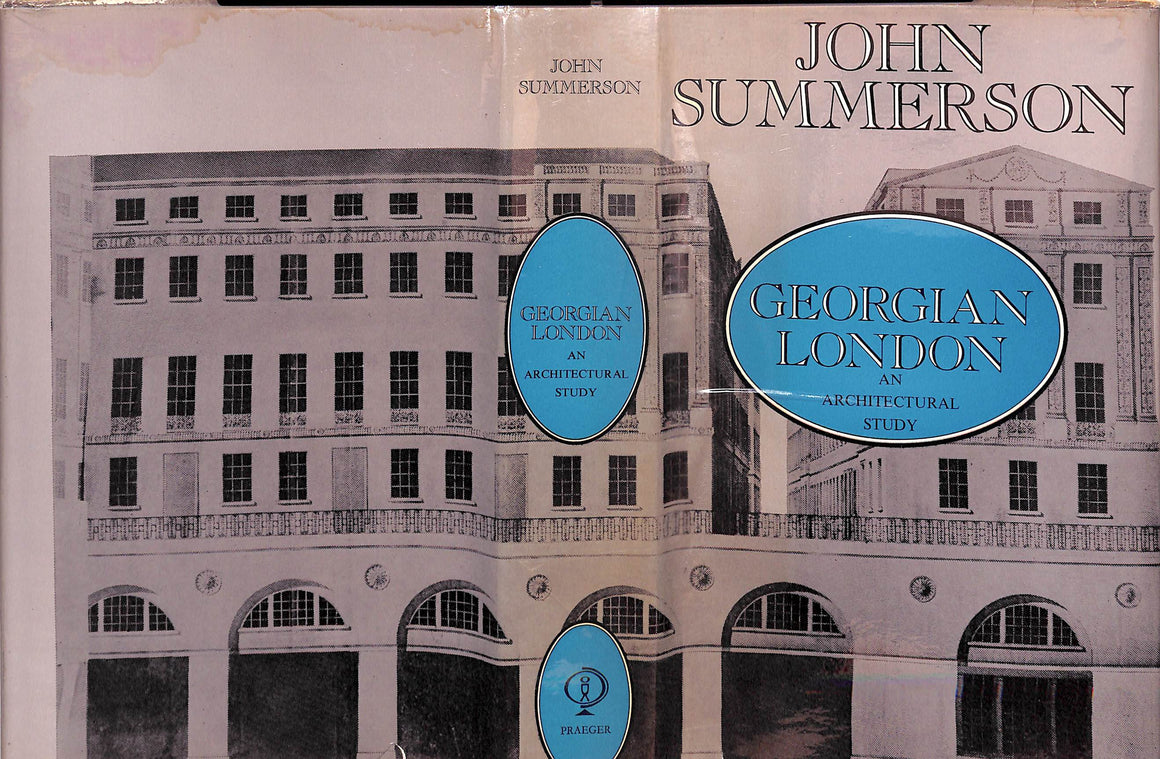 JOHN
SUMMERSON
GEORGIAN
LONDON
AN
ARCHITECTURAL
STUDY
PRAEGER
JOHN
SUMMERSON
GEORGIAN
LONDON
AN
ARCHITECTURAL
STUDY